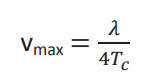 v_max = λ / 4T_c